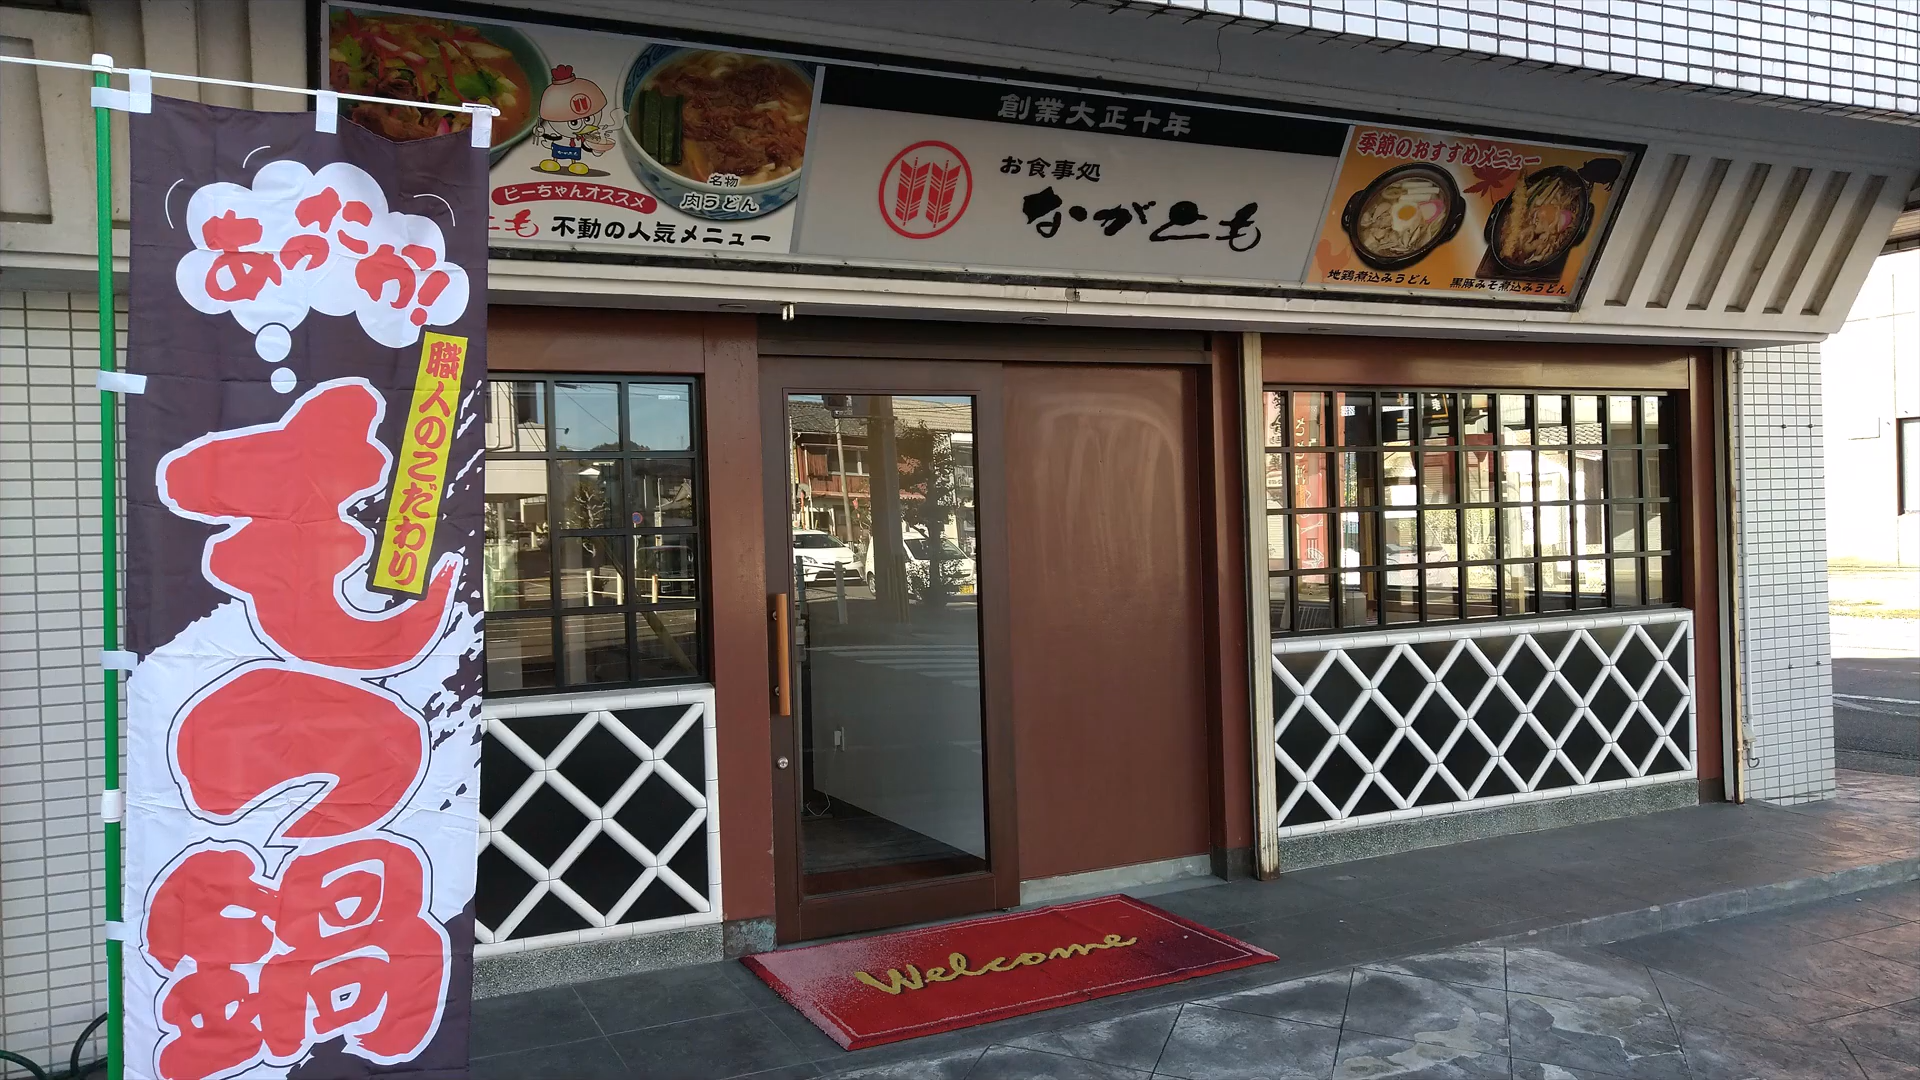 あったか!
職人のこだわり
もつ鍋
ピーちゃんオススメ
名物
肉うどん
とも 不動の人気メニュー
創業大正十年
お食事処
ながとも
季節のおすすめメニュー
地鶏煮込みうどん
黒豚みそ煮込みうどん
Welcome